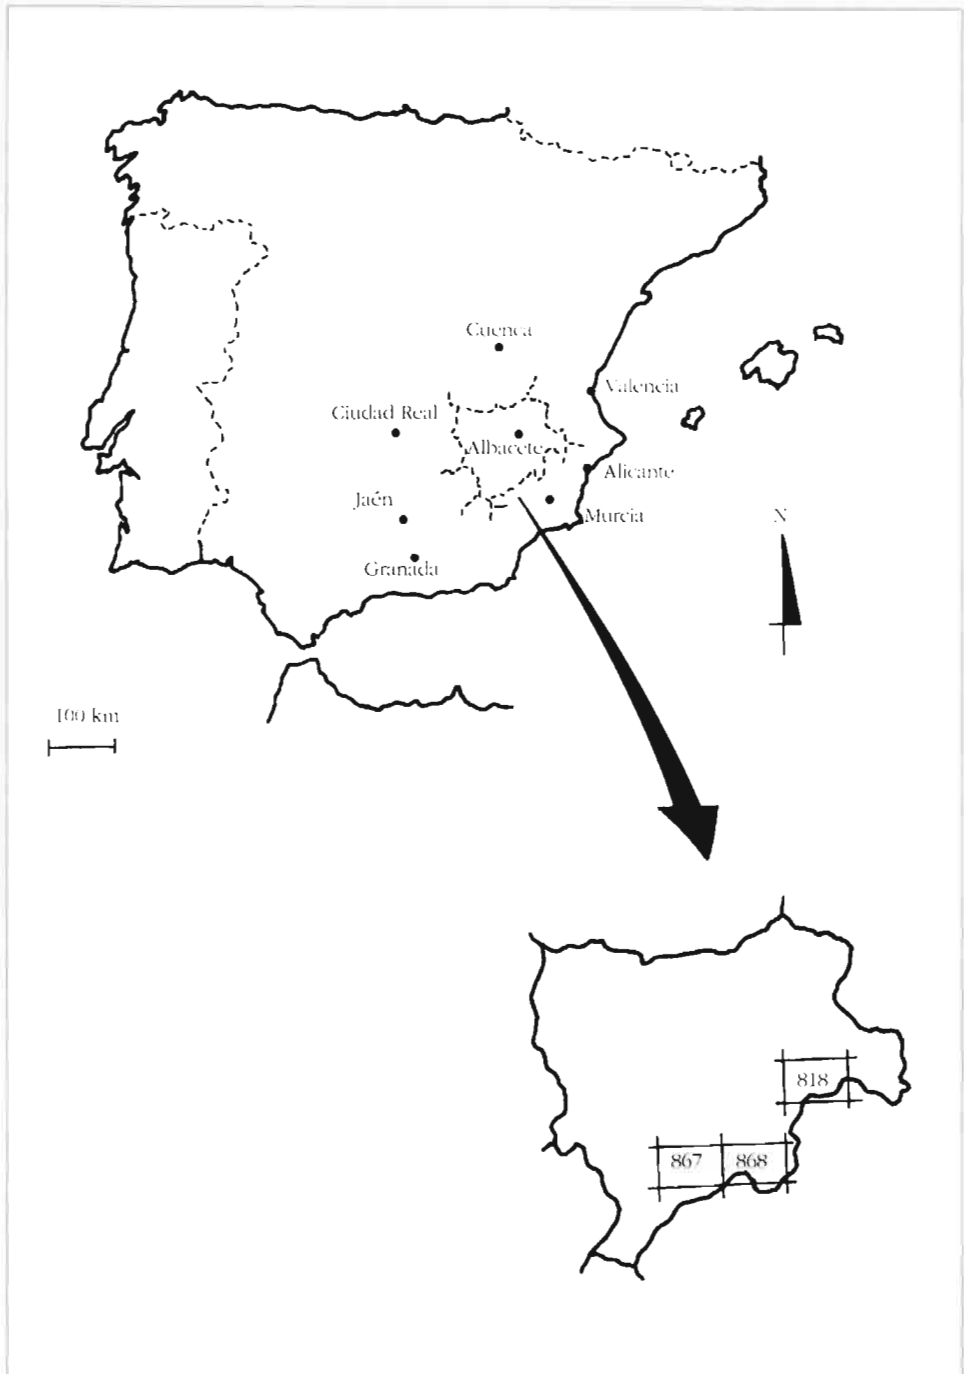 Cuenca
Valencia
Ciudad Real
Albacete
Alicante
Jaén
Murcia
N
Granada
100 km
818
867
868